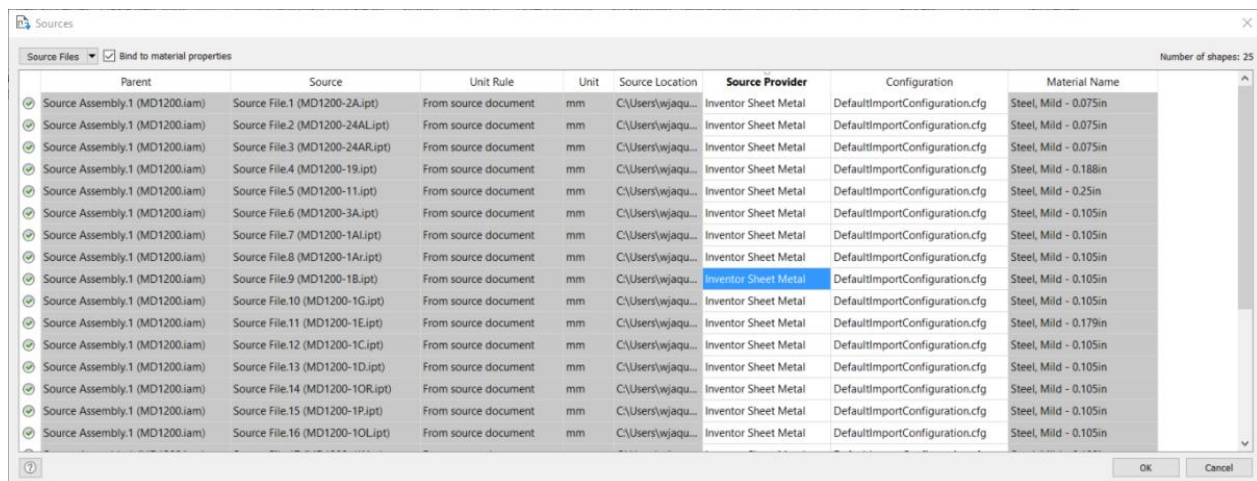 Sources
Source Files Bind to material properties Number of shapes: 25
Parent Source Unit Rule Unit Source Location Source Provider Configuration Material Name
Source Assembly.1 (MD1200.iam) Source File.1 (MD1200-2A.ipt) From source document mm C:\Users\wjaqu... Inventor Sheet Metal DefaultImportConfiguration.cfg Steel, Mild - 0.075in
Source Assembly.1 (MD1200.iam) Source File.2 (MD1200-24AL.ipt) From source document mm C:\Users\wjaqu... Inventor Sheet Metal DefaultImportConfiguration.cfg Steel, Mild - 0.075in
Source Assembly.1 (MD1200.iam) Source File.3 (MD1200-24AR.ipt) From source document mm C:\Users\wjaqu... Inventor Sheet Metal DefaultImportConfiguration.cfg Steel, Mild - 0.075in
Source Assembly.1 (MD1200.iam) Source File.4 (MD1200-19.ipt) From source document mm C:\Users\wjaqu... Inventor Sheet Metal DefaultImportConfiguration.cfg Steel, Mild - 0.188in
Source Assembly.1 (MD1200.iam) Source File.5 (MD1200-11.ipt) From source document mm C:\Users\wjaqu... Inventor Sheet Metal DefaultImportConfiguration.cfg Steel, Mild - 0.25in
Source Assembly.1 (MD1200.iam) Source File.6 (MD1200-3A.ipt) From source document mm C:\Users\wjaqu... Inventor Sheet Metal DefaultImportConfiguration.cfg Steel, Mild - 0.105in
Source Assembly.1 (MD1200.iam) Source File.7 (MD1200-1Al.ipt) From source document mm C:\Users\wjaqu... Inventor Sheet Metal DefaultImportConfiguration.cfg Steel, Mild - 0.105in
Source Assembly.1 (MD1200.iam) Source File.8 (MD1200-1Ar.ipt) From source document mm C:\Users\wjaqu... Inventor Sheet Metal DefaultImportConfiguration.cfg Steel, Mild - 0.105in
Source Assembly.1 (MD1200.iam) Source File.9 (MD1200-1B.ipt) From source document mm C:\Users\wjaqu... Inventor Sheet Metal DefaultImportConfiguration.cfg Steel, Mild - 0.105in
Source Assembly.1 (MD1200.iam) Source File.10 (MD1200-1G.ipt) From source document mm C:\Users\wjaqu... Inventor Sheet Metal DefaultImportConfiguration.cfg Steel, Mild - 0.105in
Source Assembly.1 (MD1200.iam) Source File.11 (MD1200-1E.ipt) From source document mm C:\Users\wjaqu... Inventor Sheet Metal DefaultImportConfiguration.cfg Steel, Mild - 0.179in
Source Assembly.1 (MD1200.iam) Source File.12 (MD1200-1C.ipt) From source document mm C:\Users\wjaqu... Inventor Sheet Metal DefaultImportConfiguration.cfg Steel, Mild - 0.105in
Source Assembly.1 (MD1200.iam) Source File.13 (MD1200-1D.ipt) From source document mm C:\Users\wjaqu... Inventor Sheet Metal DefaultImportConfiguration.cfg Steel, Mild - 0.105in
Source Assembly.1 (MD1200.iam) Source File.14 (MD1200-1OR.ipt) From source document mm C:\Users\wjaqu... Inventor Sheet Metal DefaultImportConfiguration.cfg Steel, Mild - 0.105in
Source Assembly.1 (MD1200.iam) Source File.15 (MD1200-1P.ipt) From source document mm C:\Users\wjaqu... Inventor Sheet Metal DefaultImportConfiguration.cfg Steel, Mild - 0.105in
Source Assembly.1 (MD1200.iam) Source File.16 (MD1200-1OL.ipt) From source document mm C:\Users\wjaqu... Inventor Sheet Metal DefaultImportConfiguration.cfg Steel, Mild - 0.105in
? OK Cancel